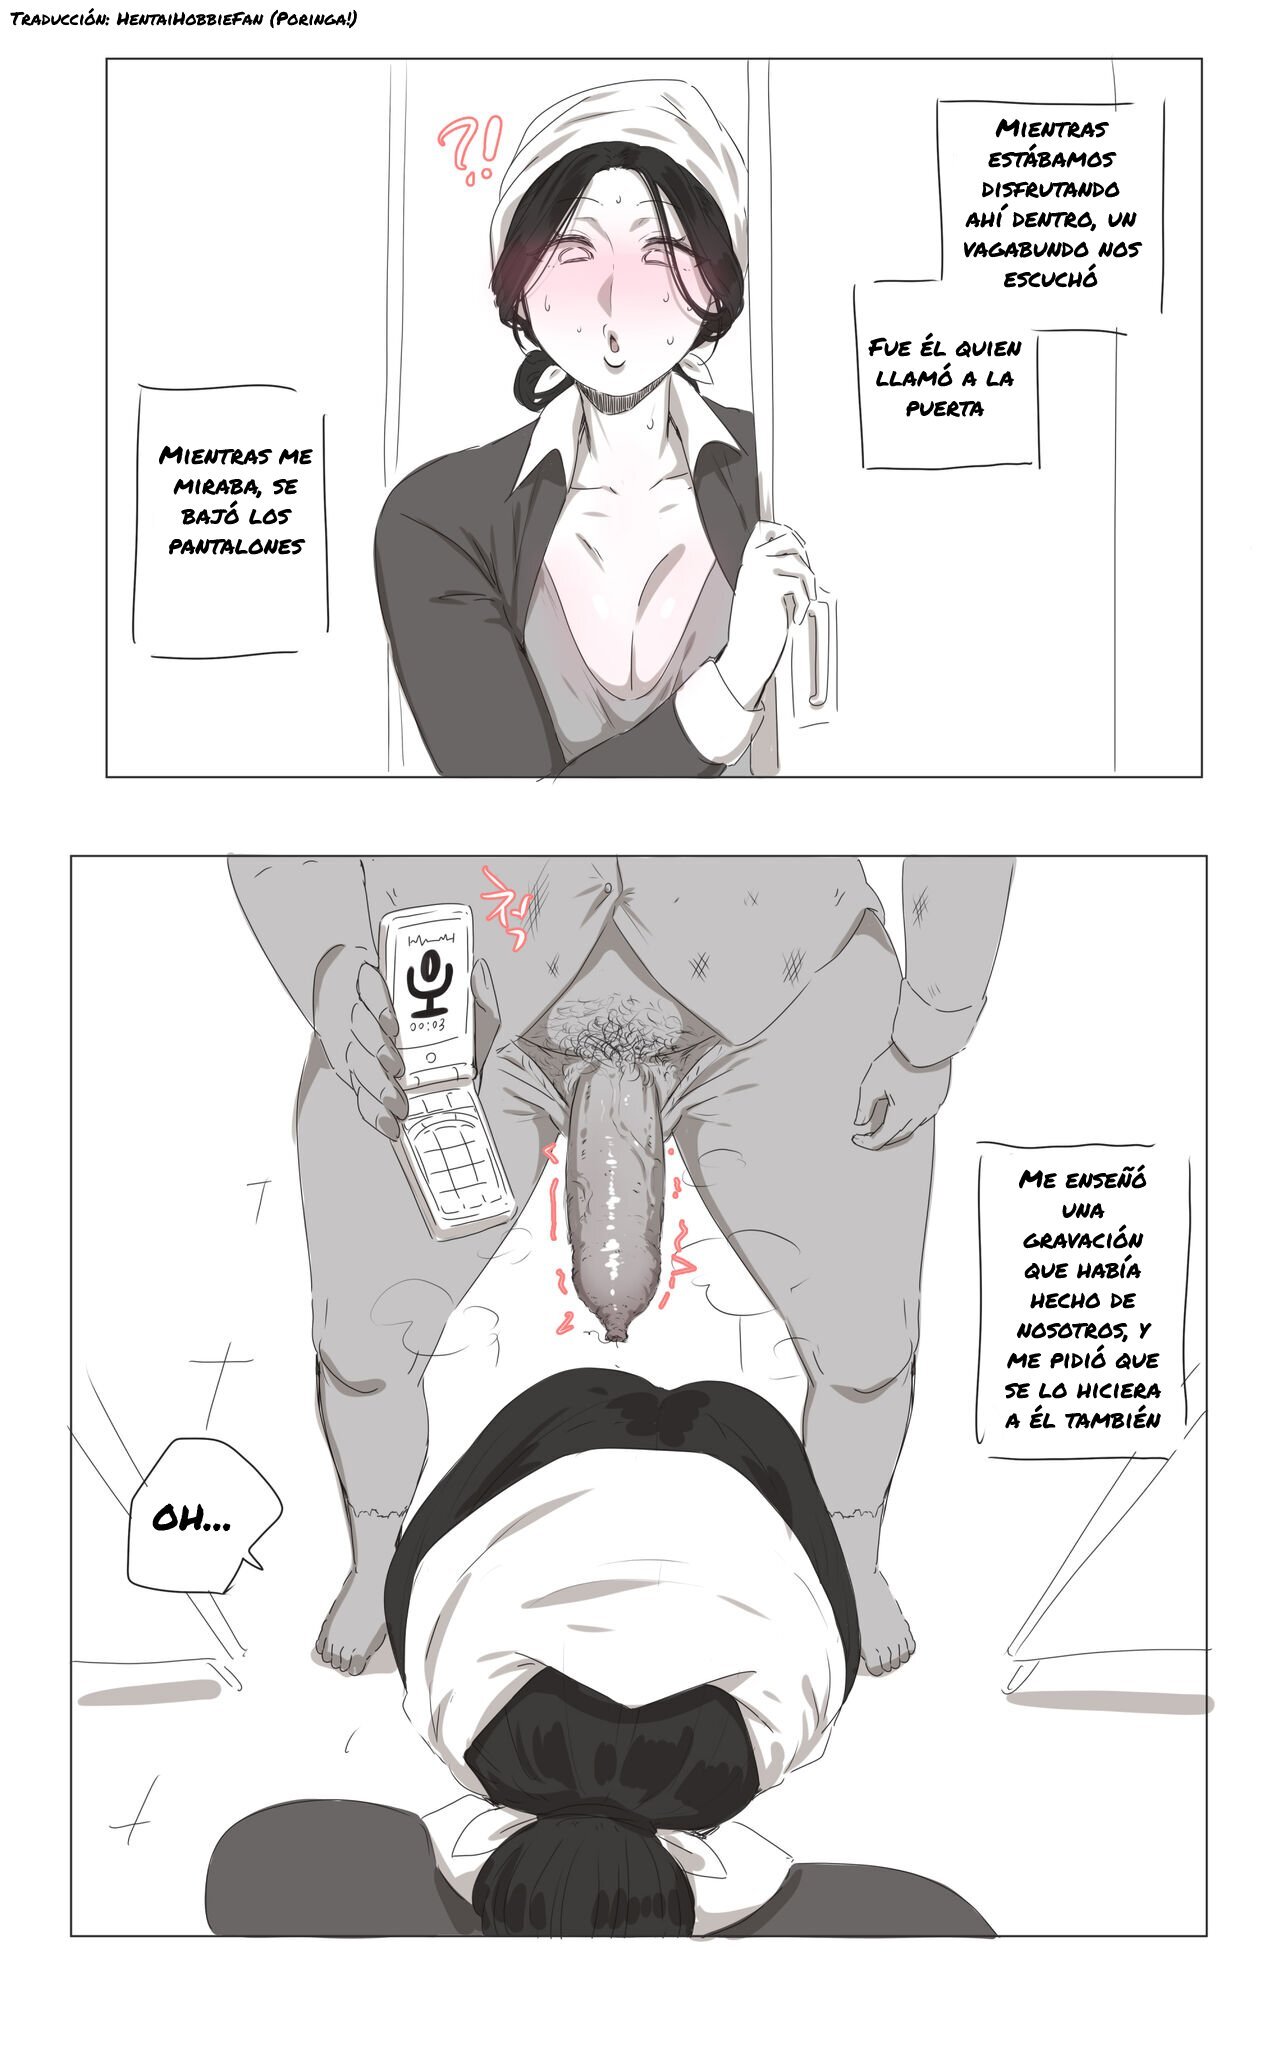 Traducción: HentaiHobbieFan (Poringa!)
?!
Mientras
estábamos
disfrutando
ahí dentro, un
vagabundo nos
escuchó
Fue él quien
llamó a la
puerta
Mientras me
miraba, se
bajó los
pantalones
척
00:03
Me enseñó
una
gravación
que había
hecho de
nosotros, y
me pidió que
se lo hiciera
a él también
Oh...